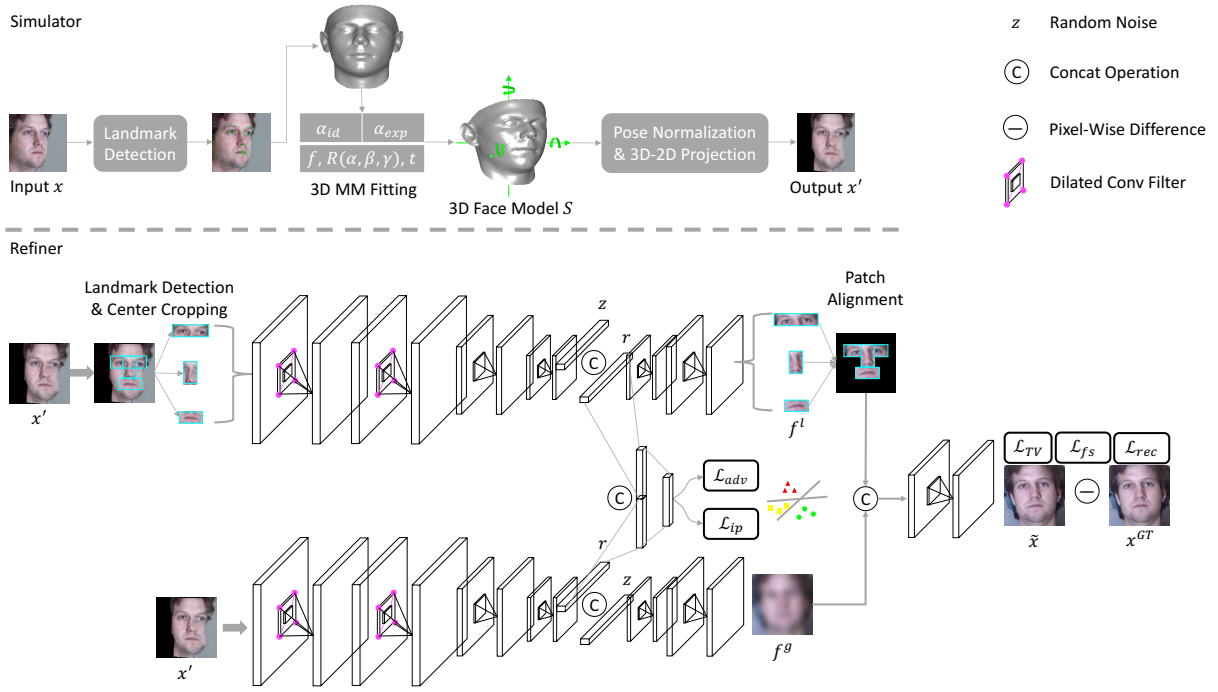 Simulator
z Random Noise
C Concat Operation
Pixel-Wise Difference
Dilated Conv Filter
Landmark
Detection
α_id α_exp
f, R(α, β, γ), t
Pose Normalization
& 3D-2D Projection
Input x
3D MM Fitting
3D Face Model S
Output x′
Refiner
Landmark Detection
& Center Cropping
z
r
C
Patch
Alignment
x′
f^l
C
ℒ_adv
ℒ_ip
C
ℒ_TV ℒ_fs ℒ_rec
x̃
x^GT
r
z
C
x′
f^g